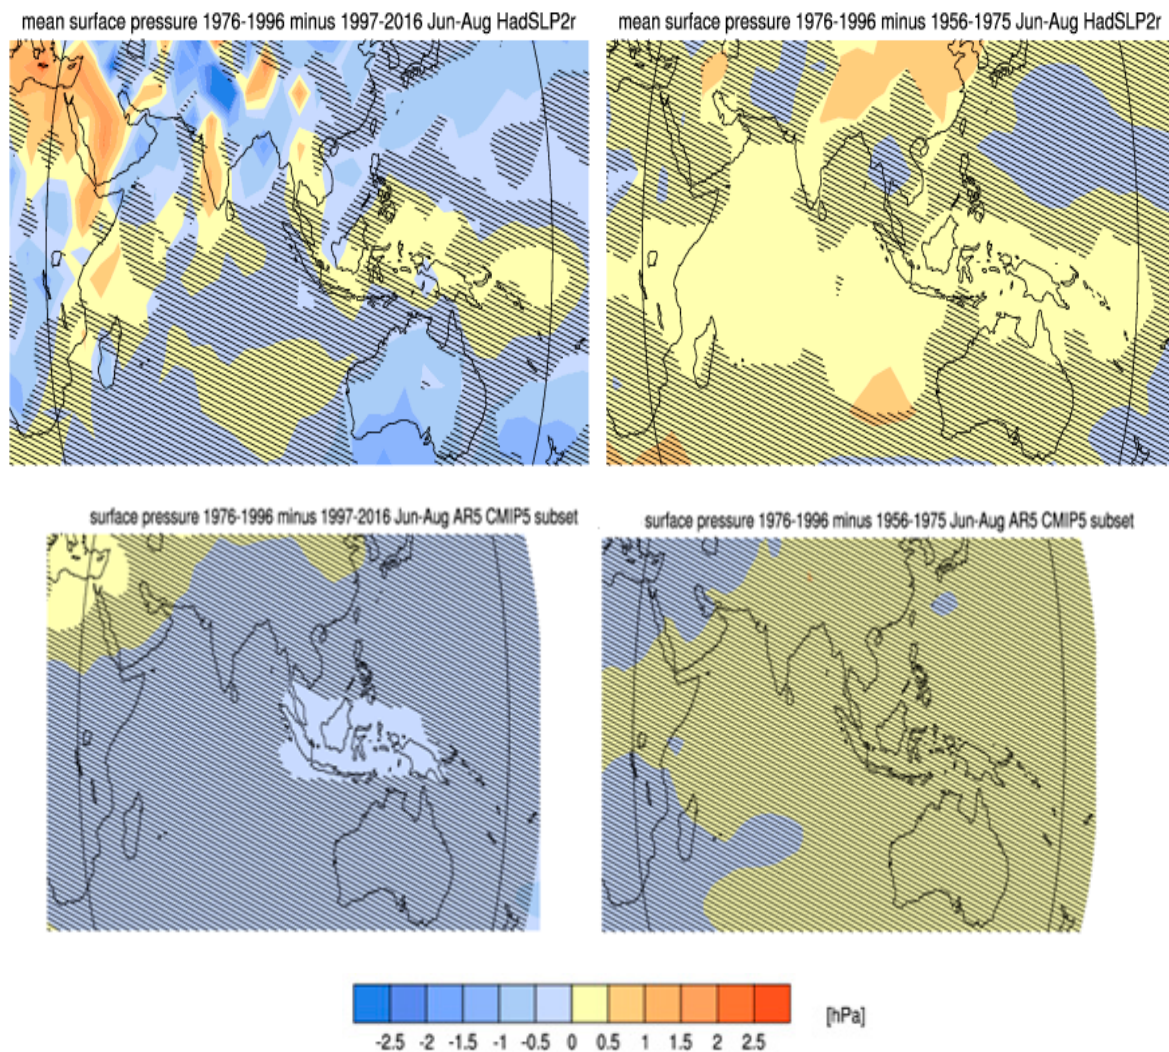 mean surface pressure 1976-1996 minus 1997-2016 Jun-Aug HadSLP2r
mean surface pressure 1976-1996 minus 1956-1975 Jun-Aug HadSLP2r
surface pressure 1976-1996 minus 1997-2016 Jun-Aug AR5 CMIP5 subset
surface pressure 1976-1996 minus 1956-1975 Jun-Aug AR5 CMIP5 subset
[hPa]
-2.5 -2 -1.5 -1 -0.5 0 0.5 1 1.5 2 2.5